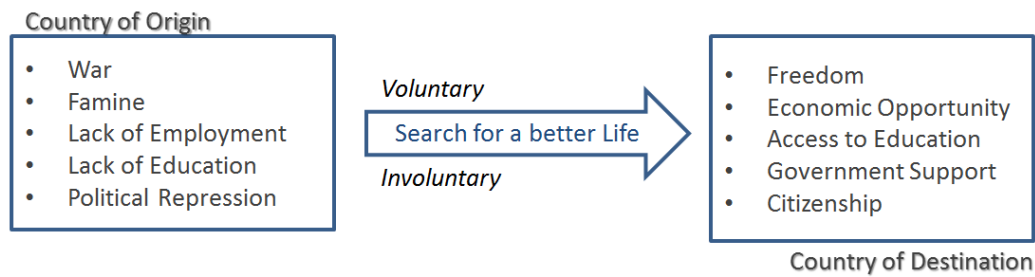 Country of Origin
• War
• Famine
• Lack of Employment
• Lack of Education
• Political Repression
Voluntary
Search for a better Life
Involuntary
• Freedom
• Economic Opportunity
• Access to Education
• Government Support
• Citizenship
Country of Destination